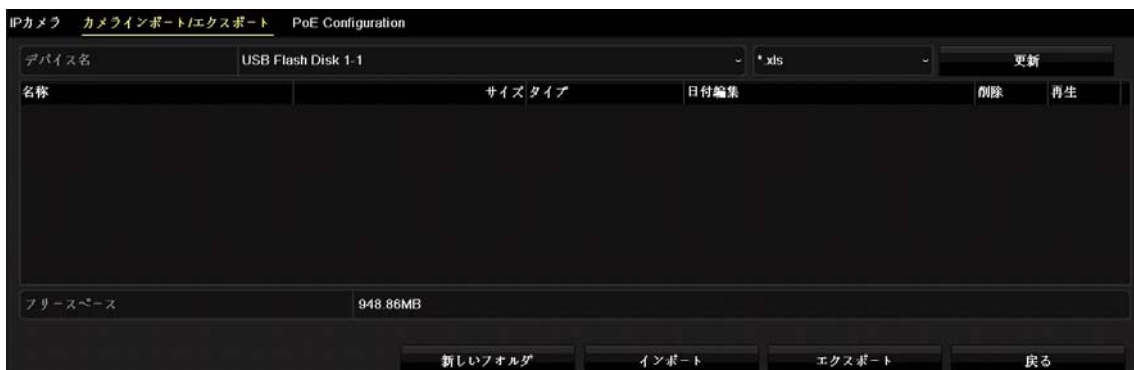 IPカメラ カメラインポート/エクスポート PoE Configuration
デバイス名 USB Flash Disk 1-1 *.xls 更新
名称 サイズ タイプ 日付編集 削除 再生
フリースペース 948.86MB
新しいフォルダ インポート エクスポート 戻る